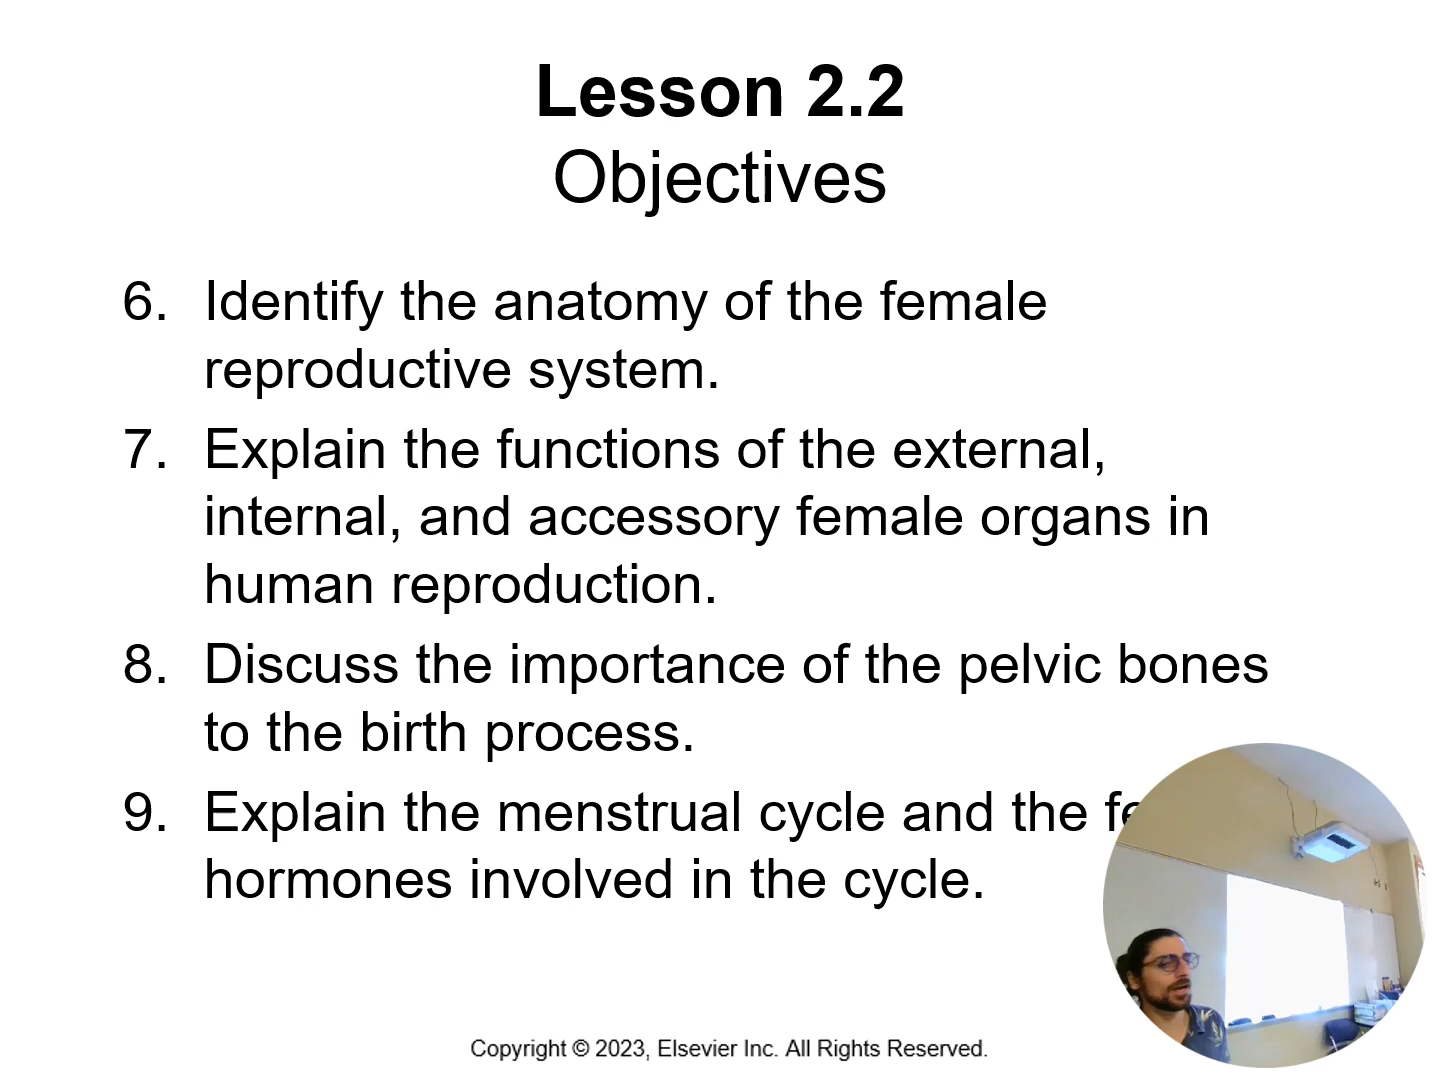 Lesson 2.2
Objectives
6. Identify the anatomy of the female
reproductive system.
7. Explain the functions of the external,
internal, and accessory female organs in
human reproduction.
8. Discuss the importance of the pelvic bones
to the birth process.
9. Explain the menstrual cycle and the
hormones involved in the cycle.
Copyright © 2023, Elsevier Inc. All Rights Reserved.